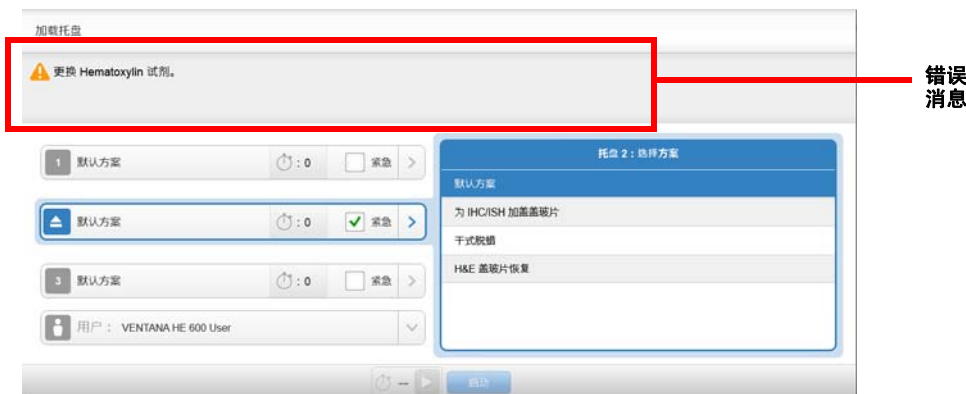 加载托盘
更换 Hematoxylin 试剂。
错误
消息
1 默认方案 : 0 紧急
默认方案 : 0 紧急
3 默认方案 : 0 紧急
用户： VENTANA HE 600 User
托盘 2：选择方案
默认方案
为 IHC/ISH 加盖盖玻片
干式脱蜡
H&E 盖玻片恢复
-- 启动